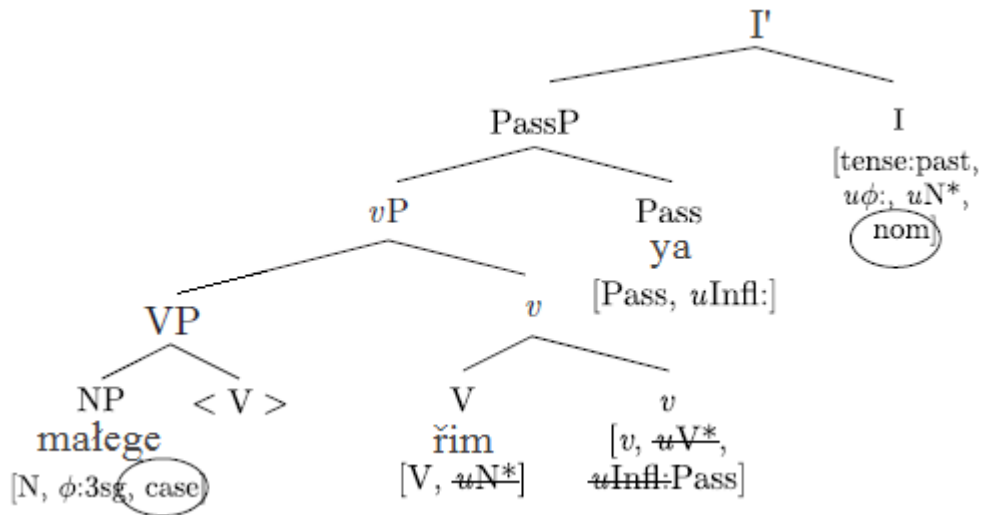 I'
PassP
I
[tense:past,
uϕ:, uN*,
nom]
vP
Pass
ya
[Pass, uInfl:]
VP
v
NP
< V >
V
v
małege
řim
[v, uV*,
[N, ϕ:3sg, case]
[V, uN*]
uInfl:Pass]